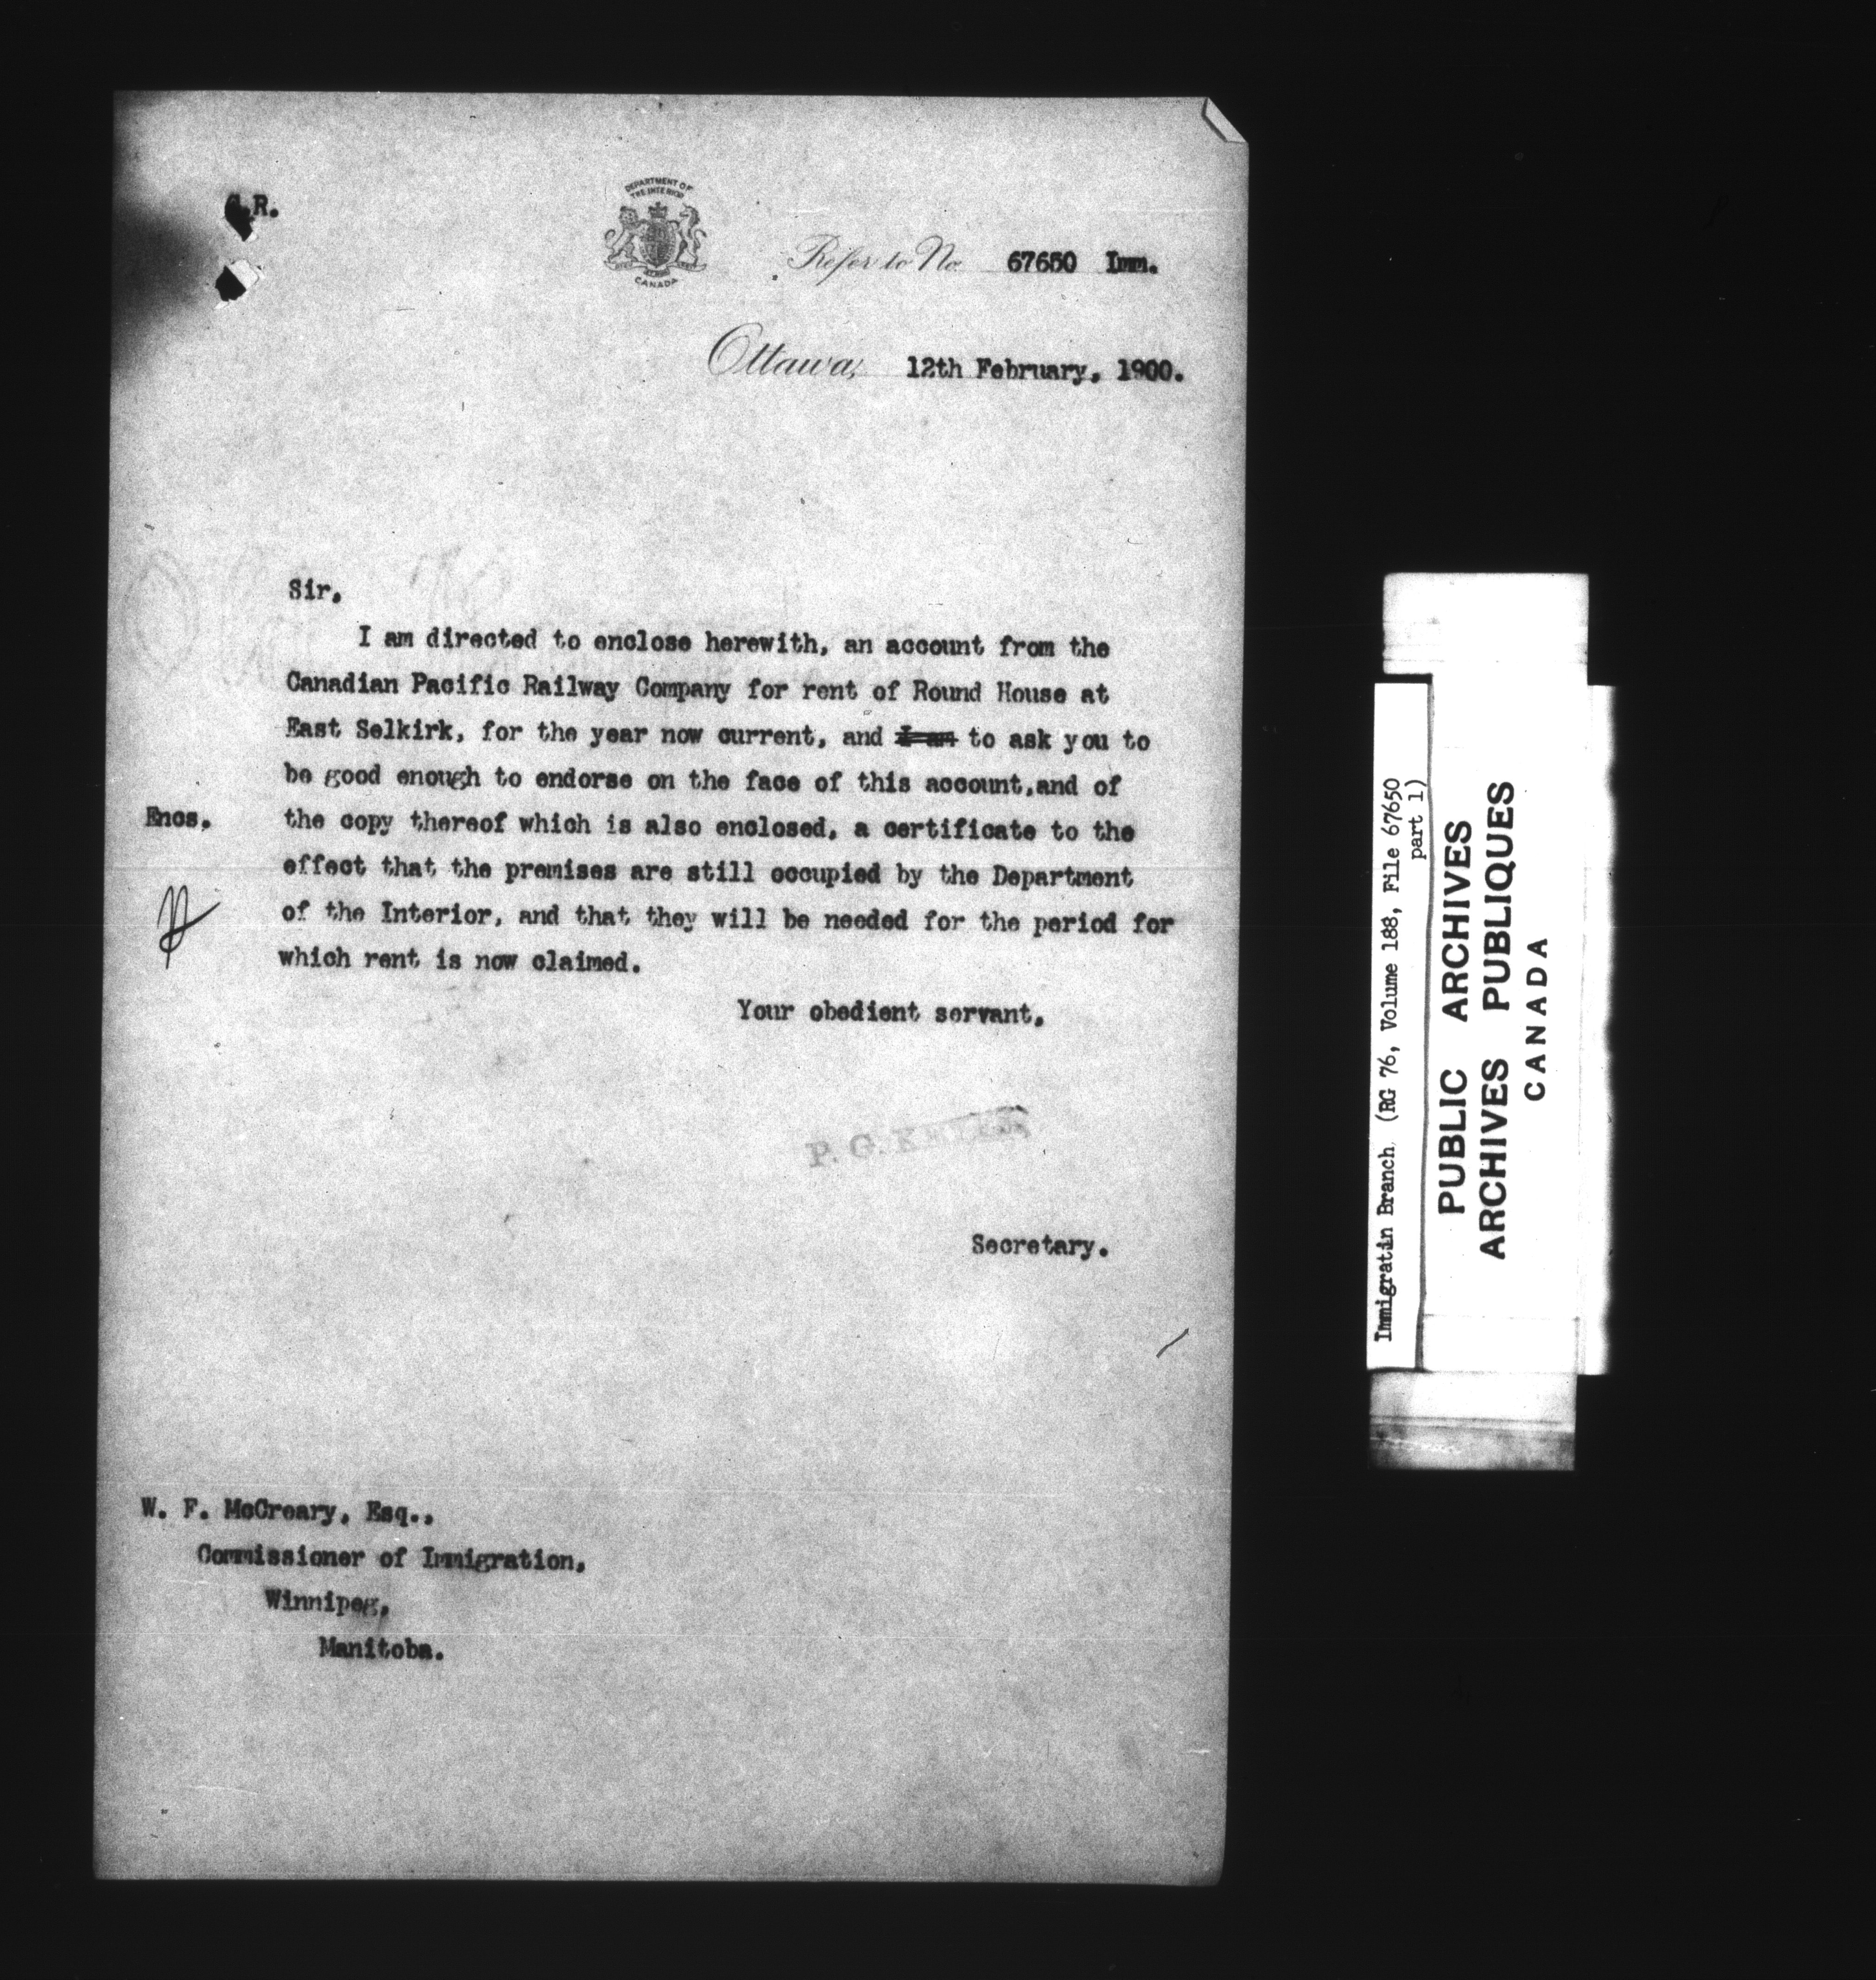 DEPARTMENT OF
THE INTERIOR
CANADA
R.
Refer to No. 67650 Imm.
Ottawa, 12th February, 1900.
Sir,
I am directed to enclose herewith, an account from the
Canadian Pacific Railway Company for rent of Round House at
East Selkirk, for the year now current, and I am to ask you to
be good enough to endorse on the face of this account,and of
Encs. the copy thereof which is also enclosed, a certificate to the
effect that the premises are still occupied by the Department
of the Interior, and that they will be needed for the period for
which rent is now claimed.
Your obedient servant,
P. G.
Secretary.
W. F. McCreary, Esq.,
Commissioner of Immigration,
Winnipeg,
Manitoba.
Immigratin Branch (RG 76, Volume 188, File 67650
part 1)
PUBLIC ARCHIVES
ARCHIVES PUBLIQUES
CANADA